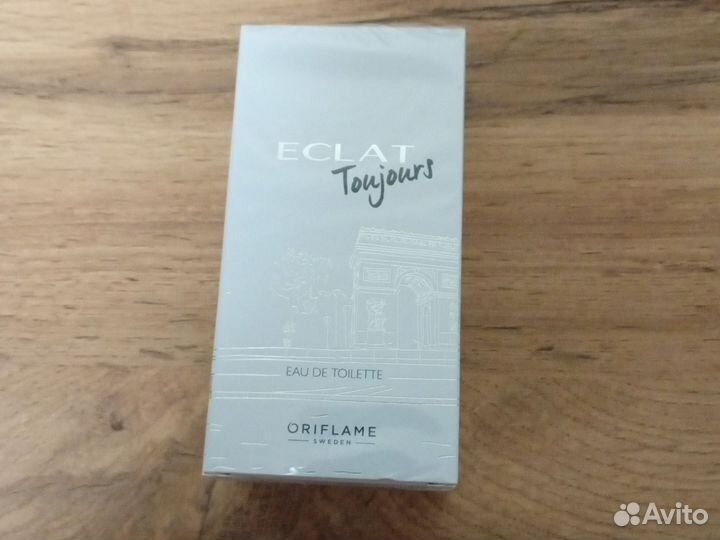 ECLAT
Toujours
EAU DE TOILETTE
ORIFLAME
SWEDEN
Avito